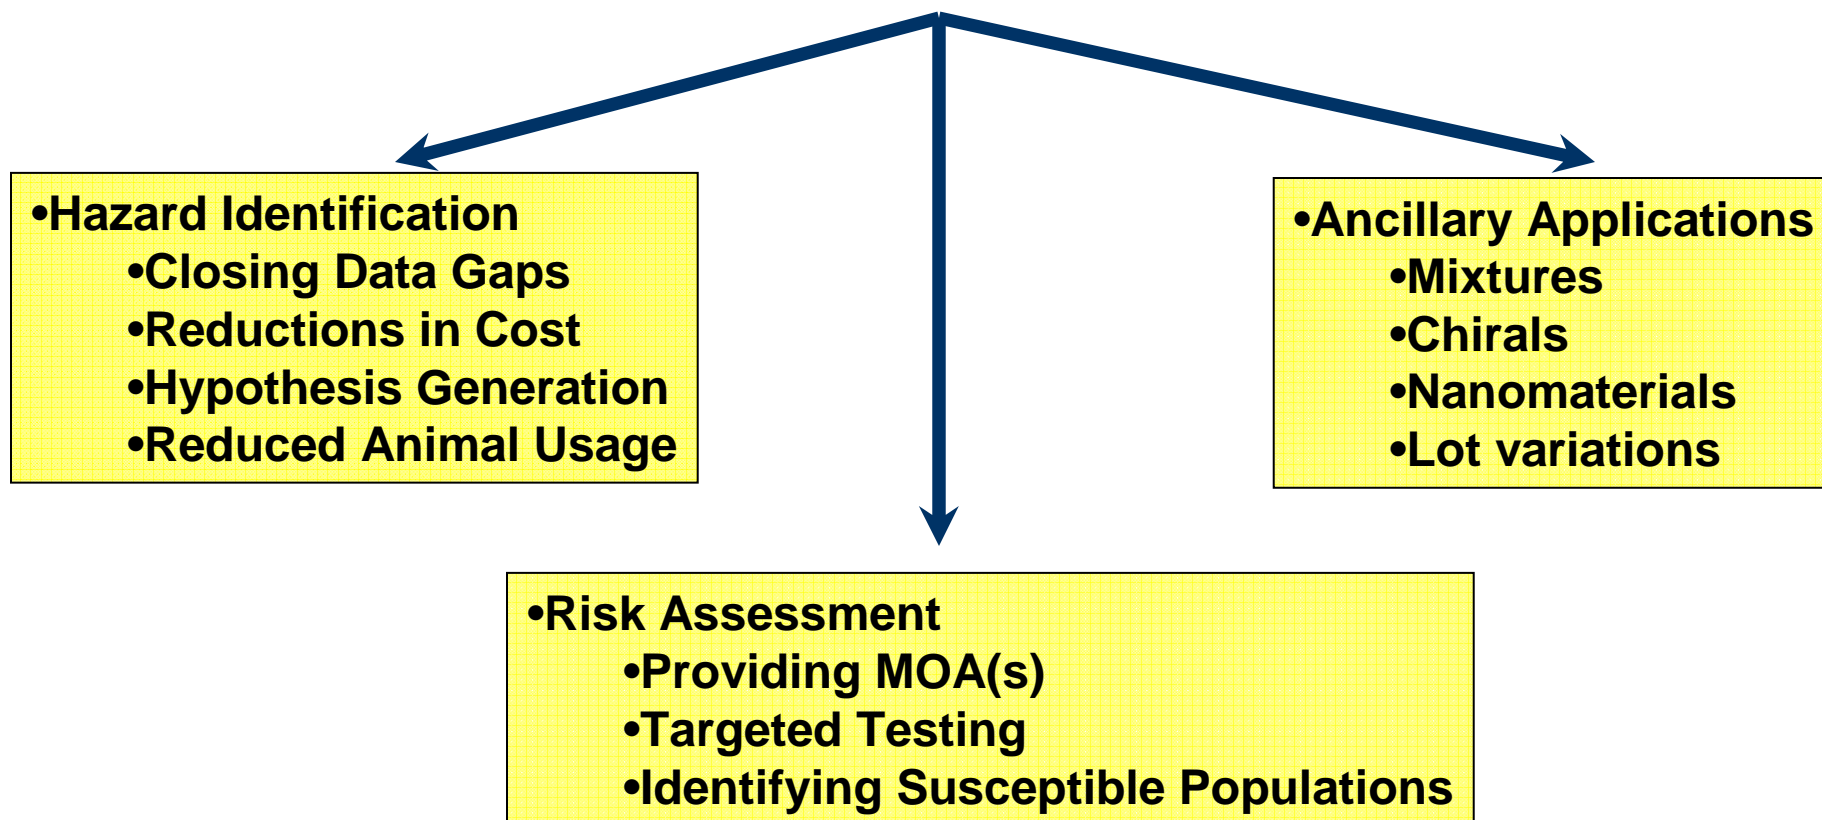 •Hazard Identification
•Closing Data Gaps
•Reductions in Cost
•Hypothesis Generation
•Reduced Animal Usage
•Ancillary Applications
•Mixtures
•Chirals
•Nanomaterials
•Lot variations
•Risk Assessment
•Providing MOA(s)
•Targeted Testing
•Identifying Susceptible Populations